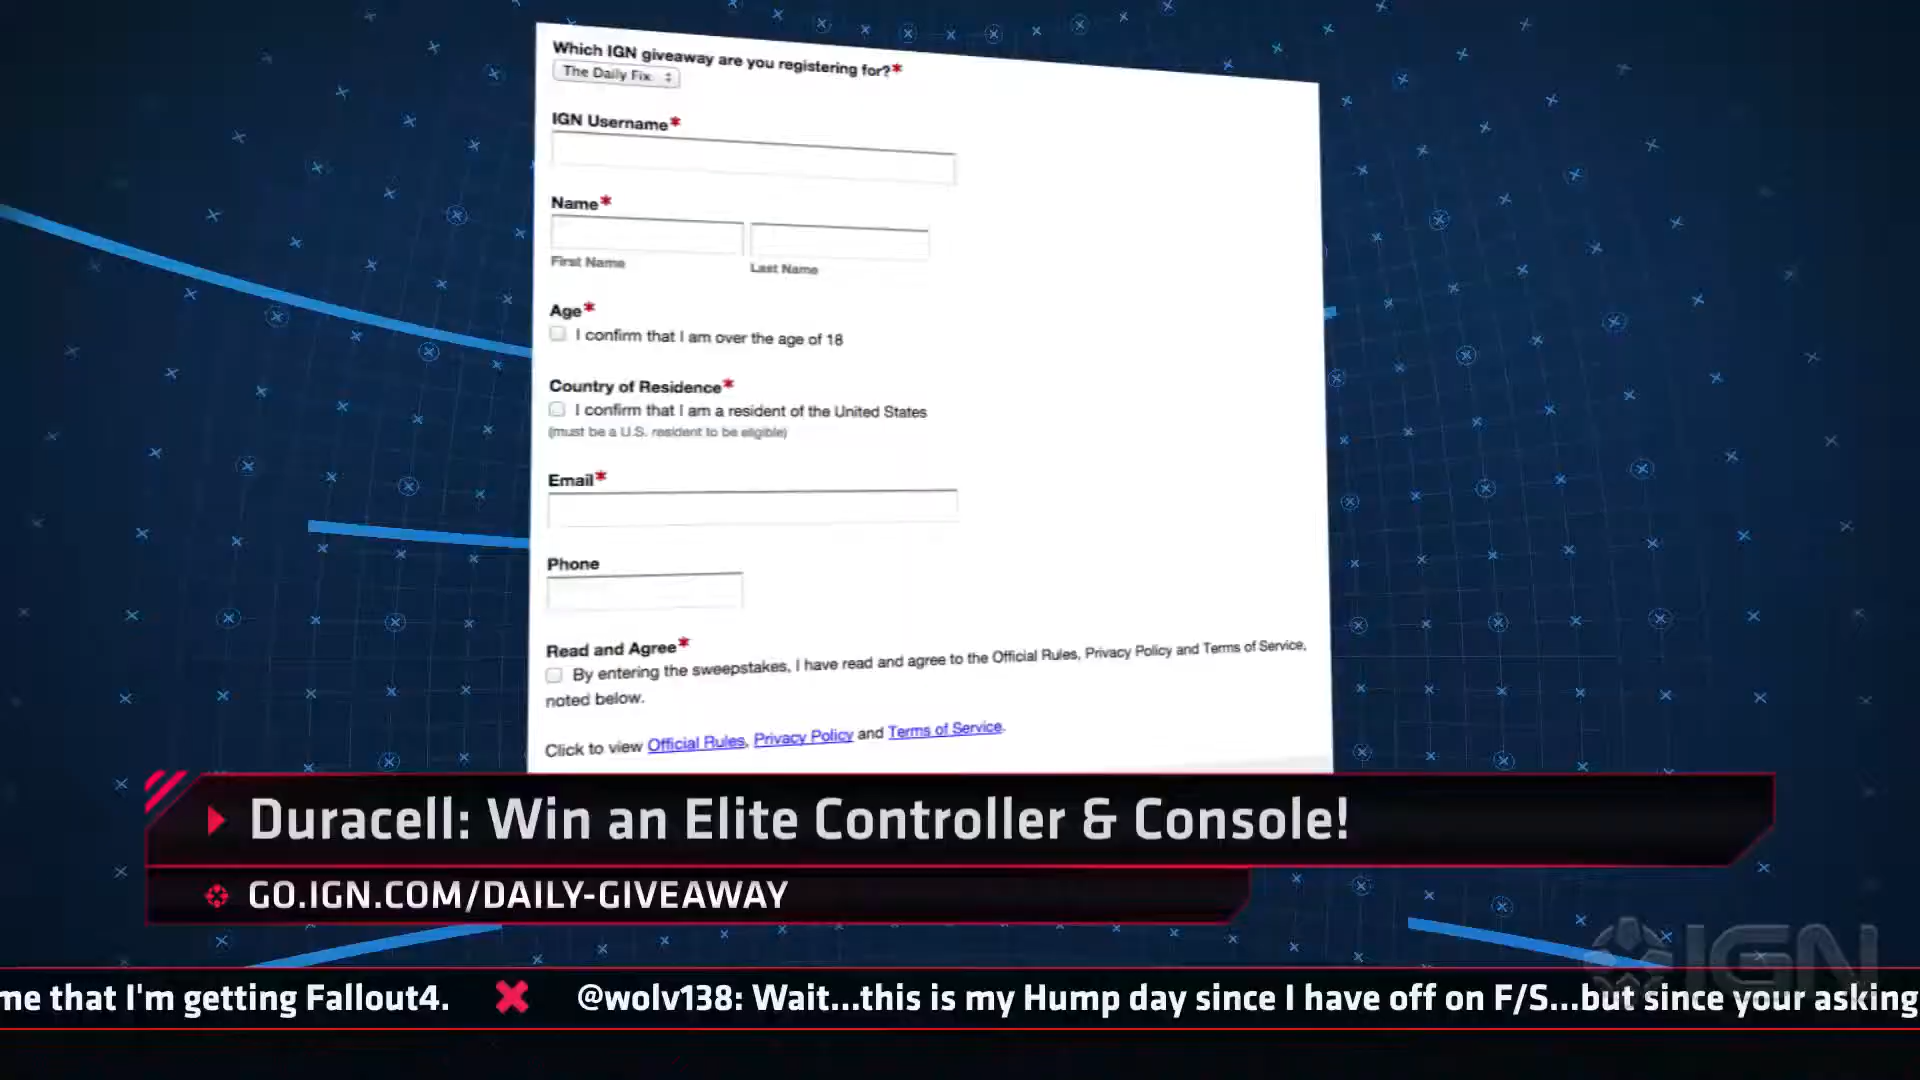 Which IGN giveaway are you registering for?*
The Daily Fix
IGN Username*
Name*
First Name
Last Name
Age*
I confirm that I am over the age of 18
Country of Residence*
I confirm that I am a resident of the United States
(must be a U.S. resident to be eligible)
Email*
Phone
Read and Agree*
By entering the sweepstakes, I have read and agree to the Official Rules, Privacy Policy and Terms of Service,
noted below.
Click to view Official Rules, Privacy Policy and Terms of Service.
Duracell: Win an Elite Controller & Console!
GO.IGN.COM/DAILY-GIVEAWAY
IGN
me that I'm getting Fallout4. @wolv138: Wait...this is my Hump day since I have off on F/S...but since your asking